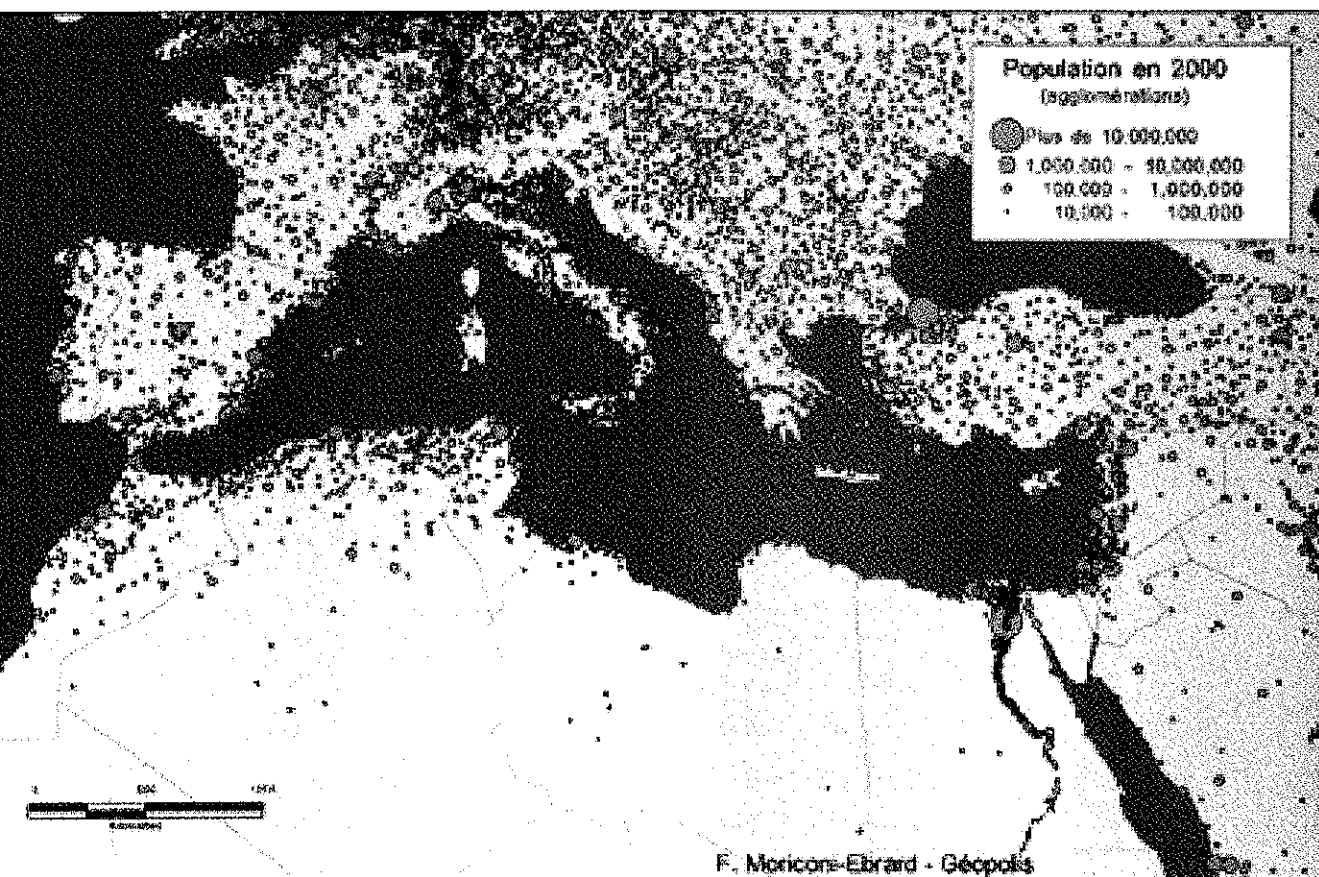 Population en 2000
(agglomérations)
Plus de 10.000.000
1.000.000 - 10.000.000
100.000 - 1.000.000
10.000 - 100.000
F. Moriconi-Ebrard - Géopolis